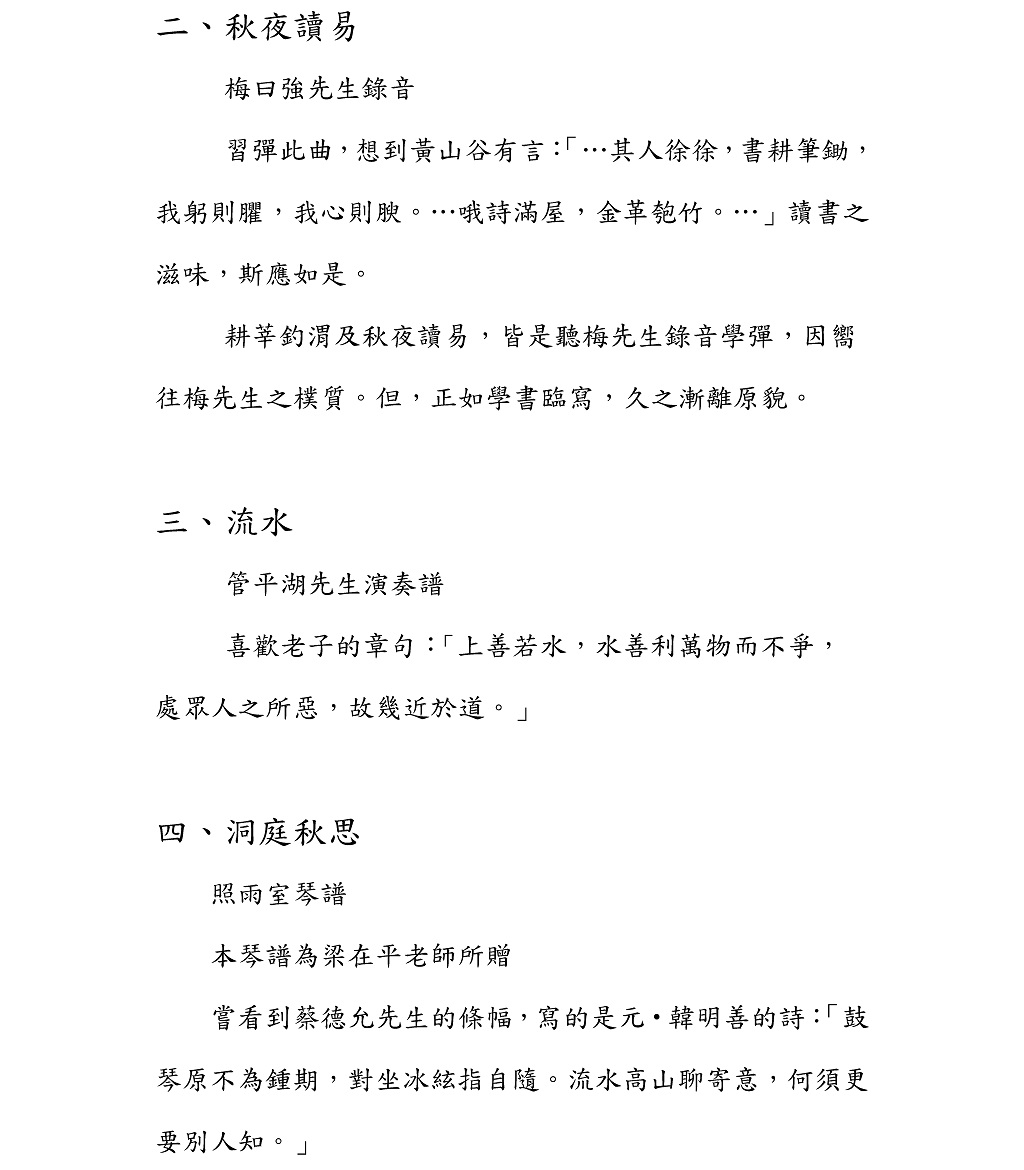 二、秋夜讀易
梅曰強先生錄音
習彈此曲，想到黃山谷有言：「…其人徐徐，書耕筆鋤，
我躬則臞，我心則腴。…哦詩滿屋，金革匏竹。…」讀書之
滋味，斯應如是。
耕莘釣渭及秋夜讀易，皆是聽梅先生錄音學彈，因嚮
往梅先生之樸質。但，正如學書臨寫，久之漸離原貌。
三、流水
管平湖先生演奏譜
喜歡老子的章句：「上善若水，水善利萬物而不爭，
處眾人之所惡，故幾近於道。」
四、洞庭秋思
照雨室琴譜
本琴譜為梁在平老師所贈
嘗看到蔡德允先生的條幅，寫的是元•韓明善的詩：「鼓
琴原不為鍾期，對坐冰絃指自隨。流水高山聊寄意，何須更
要別人知。」